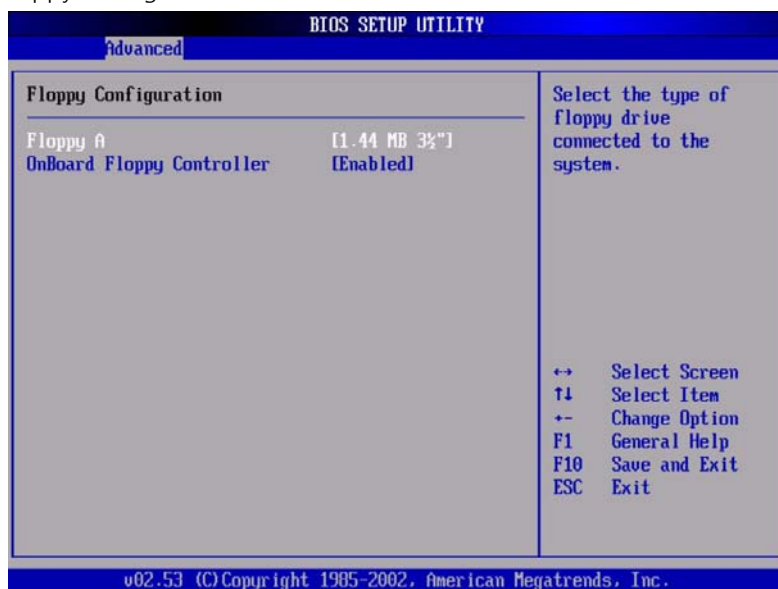 BIOS SETUP UTILITY
Advanced
Floppy Configuration
Floppy A [1.44 MB 3½"]
OnBoard Floppy Controller [Enabled]
Select the type of
floppy drive
connected to the
system.
↔ Select Screen
↑↓ Select Item
+- Change Option
F1 General Help
F10 Save and Exit
ESC Exit
v02.53 (C)Copyright 1985-2002, American Megatrends, Inc.